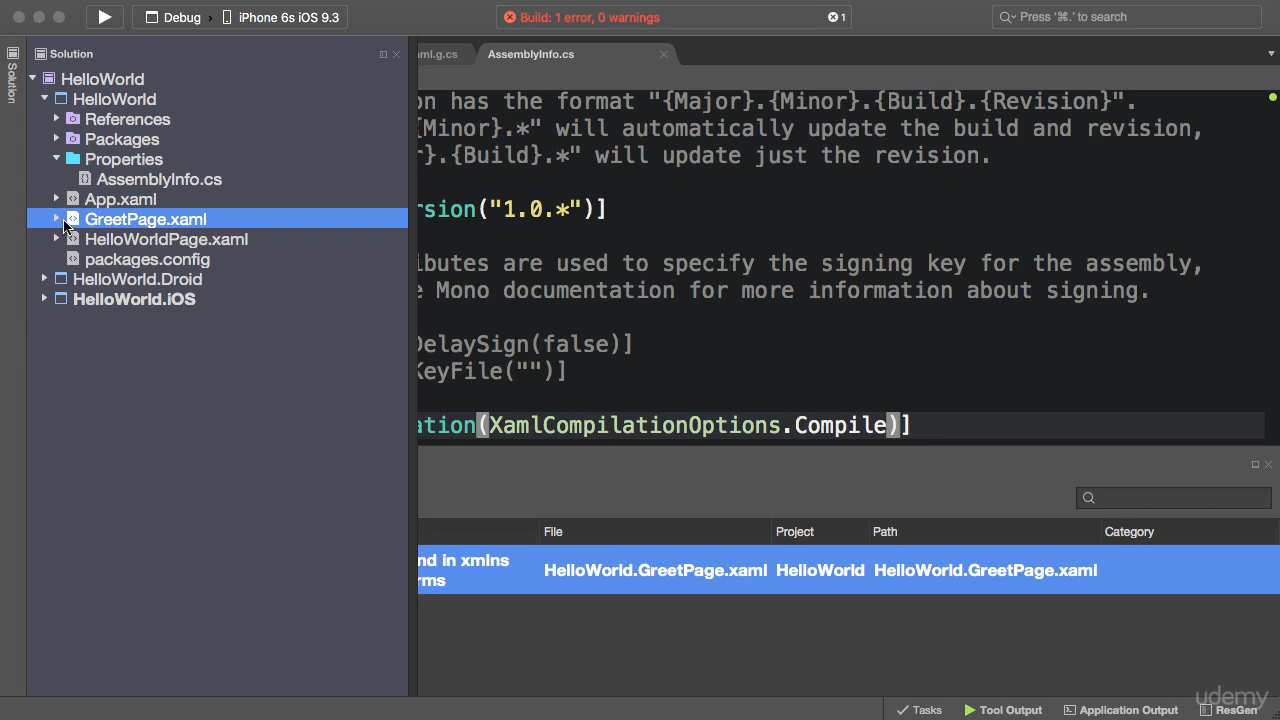 Debug
iPhone 6s iOS 9.3
Build: 1 error, 0 warnings
1
Press '⌘.' to search
Solution
Solution
HelloWorld
HelloWorld
References
Packages
Properties
AssemblyInfo.cs
App.xaml
GreetPage.xaml
HelloWorldPage.xaml
packages.config
HelloWorld.Droid
HelloWorld.iOS
aml.g.cs
AssemblyInfo.cs
on has the format "{Major}.{Minor}.{Build}.{Revision}".
{Minor}.*" will automatically update the build and revision,
r}.{Build}.*" will update just the revision.
rsion("1.0.*")]
ibutes are used to specify the signing key for the assembly,
e Mono documentation for more information about signing.
DelaySign(false)]
KeyFile("")]
ation(XamlCompilationOptions.Compile)]
File
Project
Path
Category
nd in xmlns
rms
HelloWorld.GreetPage.xaml
HelloWorld
HelloWorld.GreetPage.xaml
Tasks
Tool Output
Application Output
ResGen
udemy